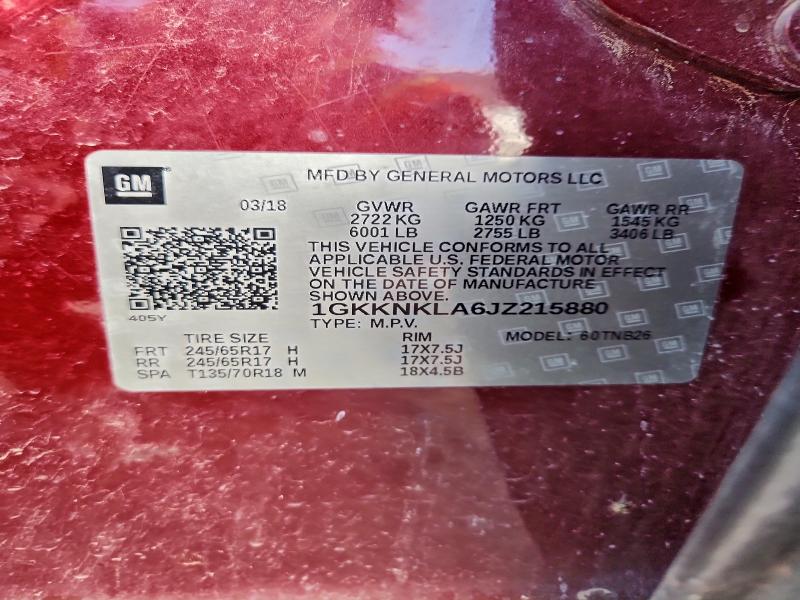 GM
MFD BY GENERAL MOTORS LLC
03/18 GVWR GAWR FRT GAWR RR
2722 KG 1250 KG 1545 KG
6001 LB 2755 LB 3406 LB
THIS VEHICLE CONFORMS TO ALL
APPLICABLE U.S. FEDERAL MOTOR
VEHICLE SAFETY STANDARDS IN EFFECT
ON THE DATE OF MANUFACTURE
SHOWN ABOVE.
405Y
1GKKNKLA6JZ215880
TYPE: M.P.V. MODEL: 60TNB26
TIRE SIZE RIM
FRT 245/65R17 H 17X7.5J
RR 245/65R17 H 17X7.5J
SPA T135/70R18 M 18X4.5B